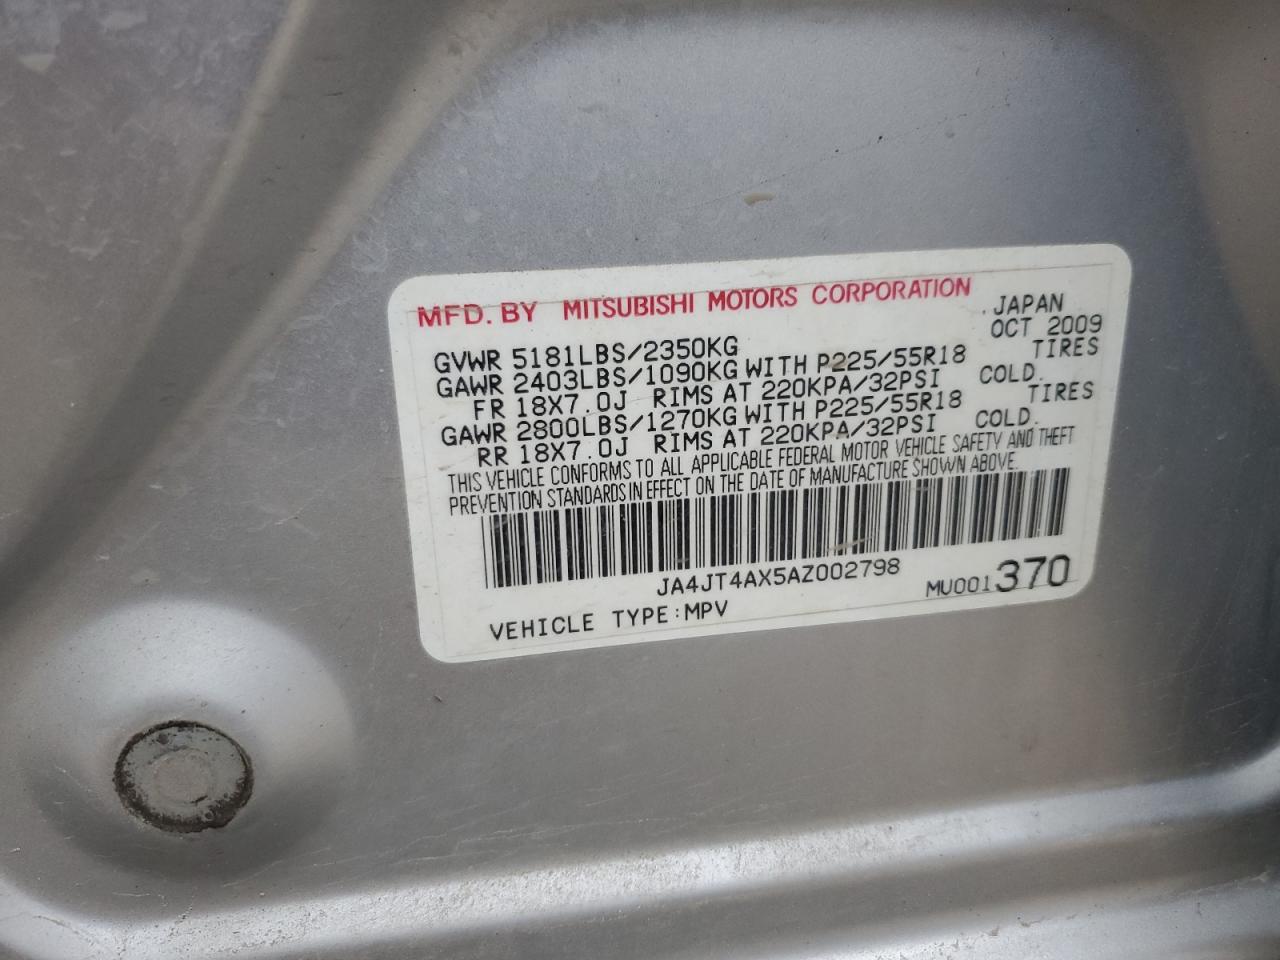 MFD. BY MITSUBISHI MOTORS CORPORATION
JAPAN
OCT 2009
GVWR 5181LBS/2350KG
GAWR 2403LBS/1090KG WITH P225/55R18 TIRES
FR 18X7.0J RIMS AT 220KPA/32PSI COLD.
GAWR 2800LBS/1270KG WITH P225/55R18 TIRES
RR 18X7.0J RIMS AT 220KPA/32PSI COLD.
THIS VEHICLE CONFORMS TO ALL APPLICABLE FEDERAL MOTOR VEHICLE SAFETY AND THEFT
PREVENTION STANDARDS IN EFFECT ON THE DATE OF MANUFACTURE SHOWN ABOVE.
JA4JT4AX5AZ002798
VEHICLE TYPE:MPV
MU001370